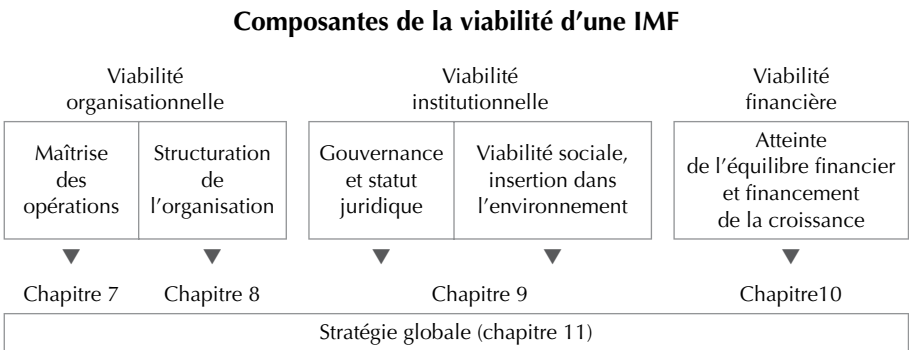 Composantes de la viabilité d’une IMF
Viabilité
organisationnelle
Viabilité
institutionnelle
Viabilité
financière
Maîtrise
des
opérations
Structuration
de
l’organisation
Gouvernance
et statut
juridique
Viabilité sociale,
insertion dans
l’environnement
Atteinte
de l’équilibre financier
et financement
de la croissance
Chapitre 7
Chapitre 8
Chapitre 9
Chapitre10
Stratégie globale (chapitre 11)